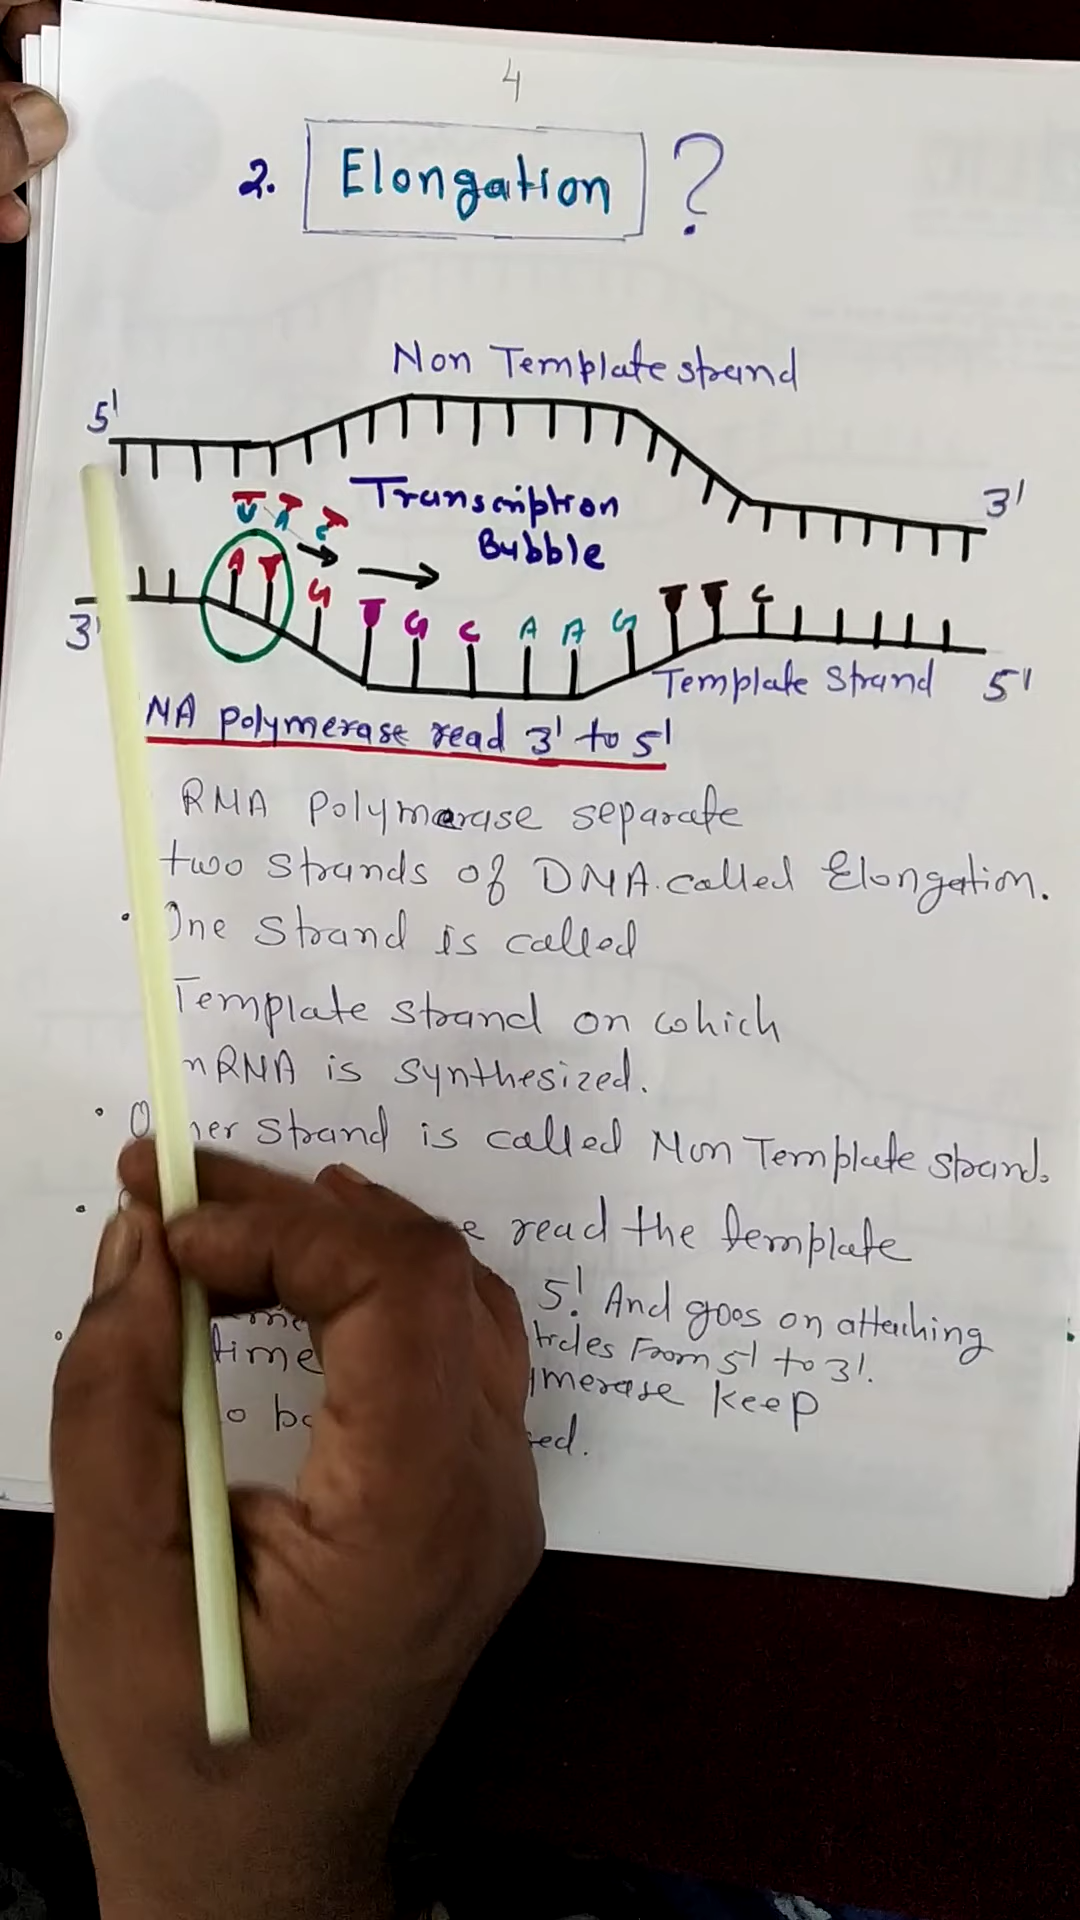 4
2. Elongation ?
Non Template strand
5'
3'
Transcription
Bubble
U A C
A T G T G C A A G T T C
3'
Template Strand 5'
NA polymerase read 3' to 5'
RNA Polymerase separate
two strands of DNA. called Elongation.
• One strand is called
Template strand on which
mRNA is synthesized.
• Other strand is called Non Template strand.
• read the template
5'. And goes on attaching
time From 5' to 3'.
merase keep